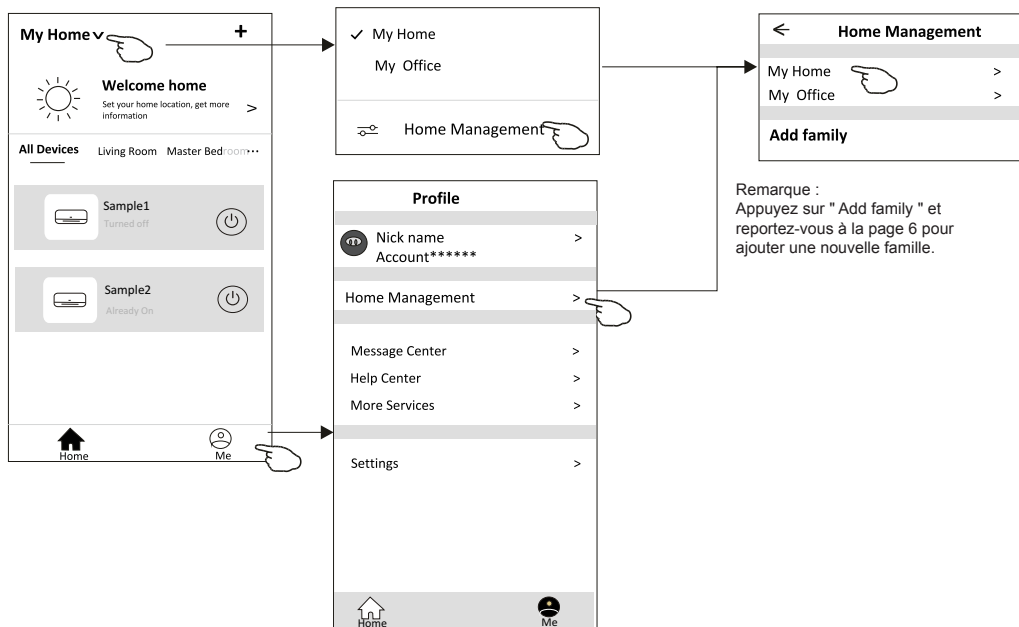 My Home
+
Welcome home
Set your home location, get more
information
>
All Devices
Living Room
Master Bedroom...
Sample1
Turned off
Sample2
Already On
Home
Me
✓ My Home
My Office
Home Management
Profile
Nick name
>
Account******
Home Management
>
Message Center
>
Help Center
>
More Services
>
Settings
>
Home
Me
← Home Management
My Home
>
My Office
>
Add family
Remarque :
Appuyez sur " Add family " et
reportez-vous à la page 6 pour
ajouter une nouvelle famille.